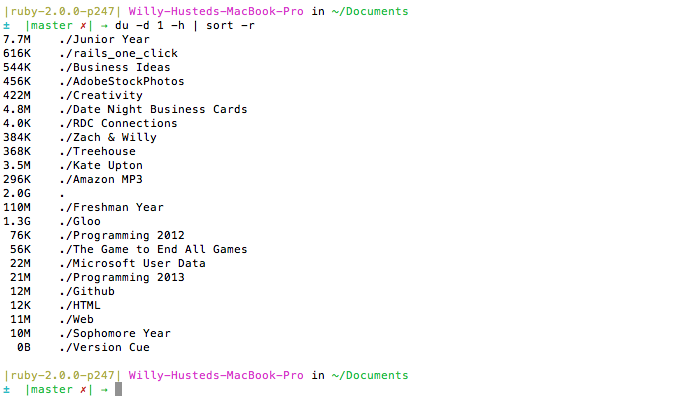 |ruby-2.0.0-p247| Willy-Husteds-MacBook-Pro in ~/Documents
± |master ✗| → du -d 1 -h | sort -r
7.7M ./Junior Year
616K ./rails_one_click
544K ./Business Ideas
456K ./AdobeStockPhotos
422M ./Creativity
4.8M ./Date Night Business Cards
4.0K ./RDC Connections
384K ./Zach & Willy
368K ./Treehouse
3.5M ./Kate Upton
296K ./Amazon MP3
2.0G .
110M ./Freshman Year
1.3G ./Gloo
76K ./Programming 2012
56K ./The Game to End All Games
22M ./Microsoft User Data
21M ./Programming 2013
12M ./Github
12K ./HTML
11M ./Web
10M ./Sophomore Year
0B ./Version Cue
|ruby-2.0.0-p247| Willy-Husteds-MacBook-Pro in ~/Documents
± |master ✗| →